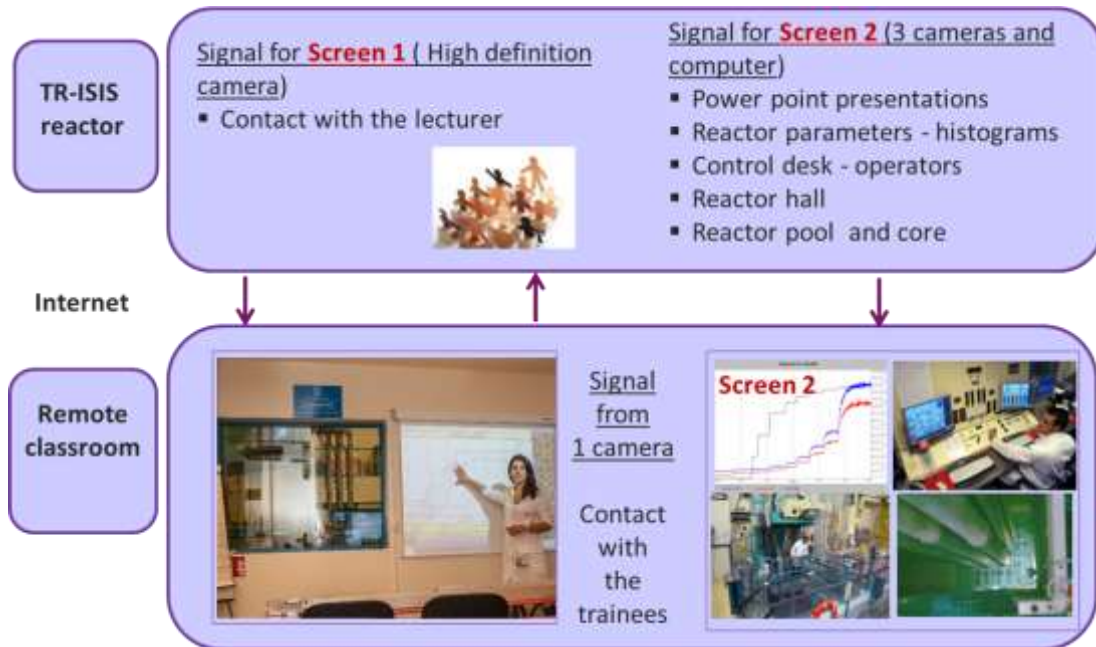 TR-ISIS
reactor
Signal for Screen 1 ( High definition
camera)
▪ Contact with the lecturer
Signal for Screen 2 (3 cameras and
computer)
▪ Power point presentations
▪ Reactor parameters - histograms
▪ Control desk - operators
▪ Reactor hall
▪ Reactor pool and core
Internet
Remote
classroom
Signal
from
1 camera
Contact
with
the
trainees
Screen 2